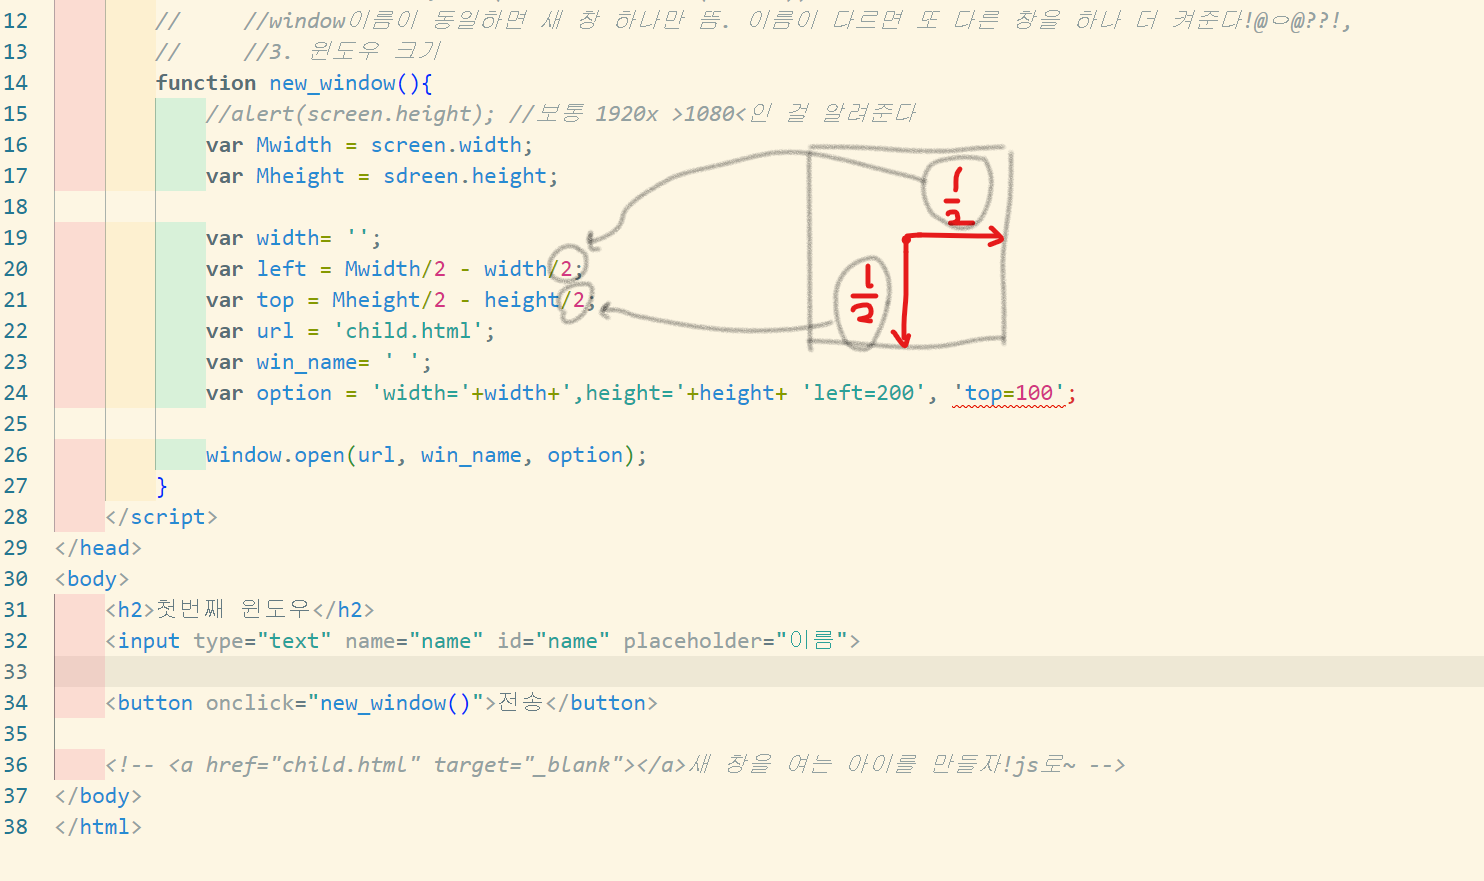 12 // //window이름이 동일하면 새 창 하나만 뜸. 이름이 다르면 또 다른 창을 하나 더 켜준다!@ㅇ@??!,
13 // //3. 윈도우 크기
14 function new_window(){
15 //alert(screen.height); //보통 1920x >1080<인 걸 알려준다
16 var Mwidth = screen.width;
17 var Mheight = sdreen.height;
18
19 var width= '';
20 var left = Mwidth/2 - width/2;
21 var top = Mheight/2 - height/2;
22 var url = 'child.html';
23 var win_name= ' ';
24 var option = 'width='+width+',height='+height+ 'left=200', 'top=100';
25
26 window.open(url, win_name, option);
27 }
28 </script>
29 </head>
30 <body>
31 <h2>첫번째 윈도우</h2>
32 <input type="text" name="name" id="name" placeholder="이름">
33
34 <button onclick="new_window()">전송</button>
35
36 <!-- <a href="child.html" target="_blank"></a>새 창을 여는 아이를 만들자!js로~ -->
37 </body>
38 </html>
1/2
1/2